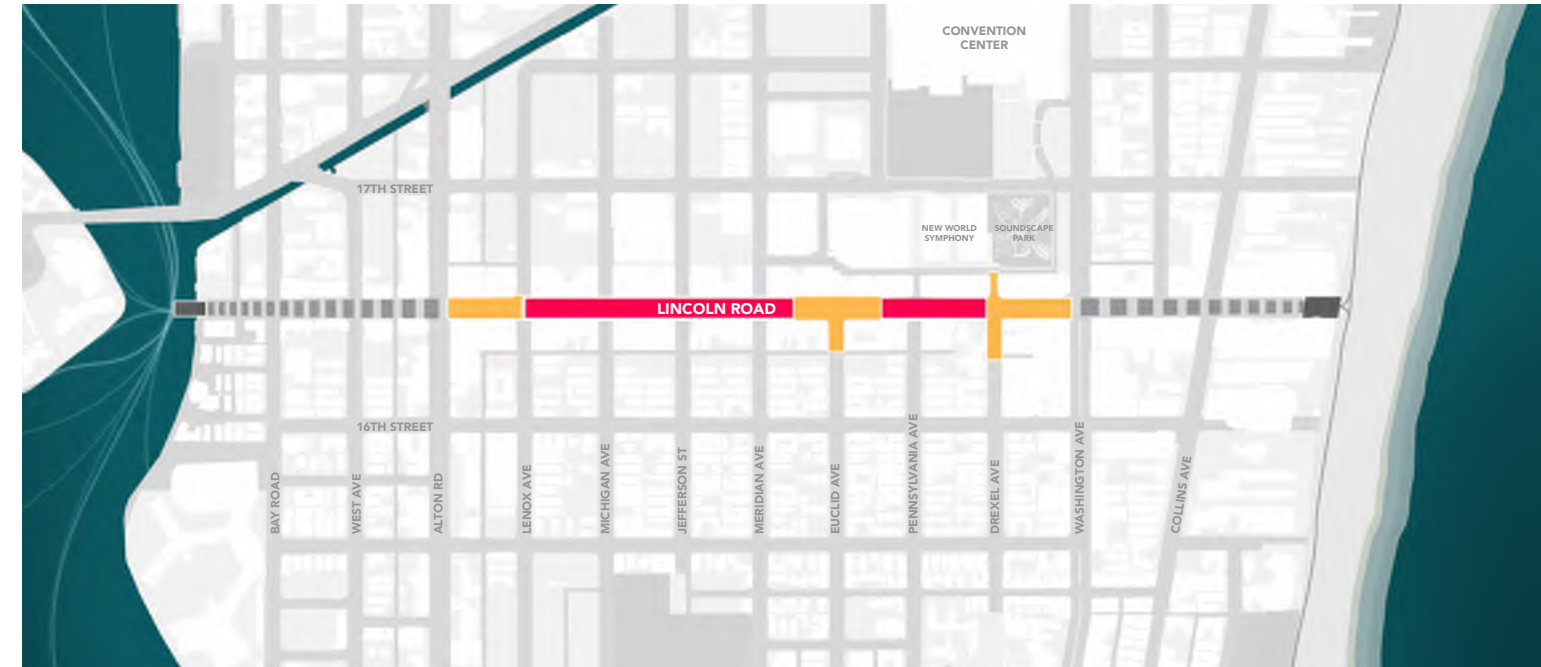 CONVENTION
CENTER
17TH STREET
NEW WORLD
SYMPHONY
SOUNDSCAPE
PARK
LINCOLN ROAD
16TH STREET
BAY ROAD
WEST AVE
ALTON RD
LENOX AVE
MICHIGAN AVE
JEFFERSON ST
MERIDIAN AVE
EUCLID AVE
PENNSYLVANIA AVE
DREXEL AVE
WASHINGTON AVE
COLLINS AVE